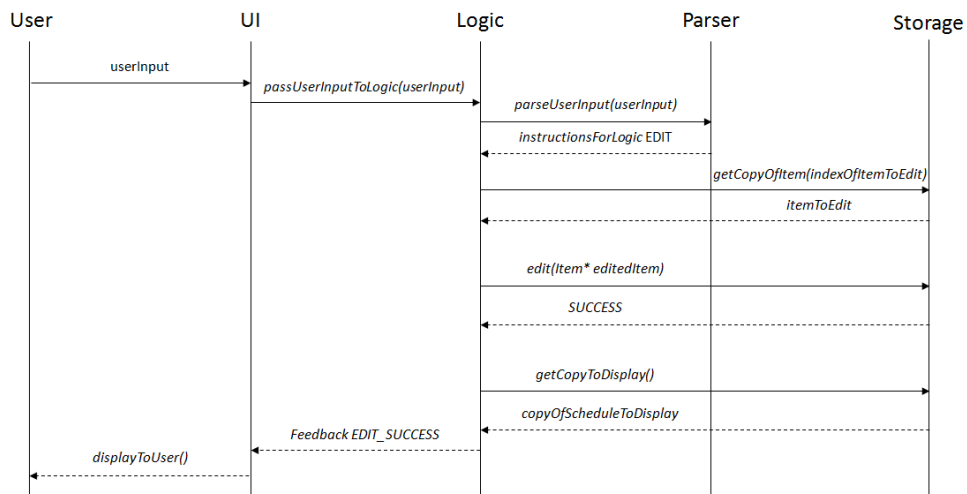 User
UI
Logic
Parser
Storage
userInput
passUserInputToLogic(userInput)
parseUserInput(userInput)
instructionsForLogic EDIT
getCopyOfItem(indexOfItemToEdit)
itemToEdit
edit(Item* editedItem)
SUCCESS
getCopyToDisplay()
copyOfScheduleToDisplay
Feedback EDIT_SUCCESS
displayToUser()